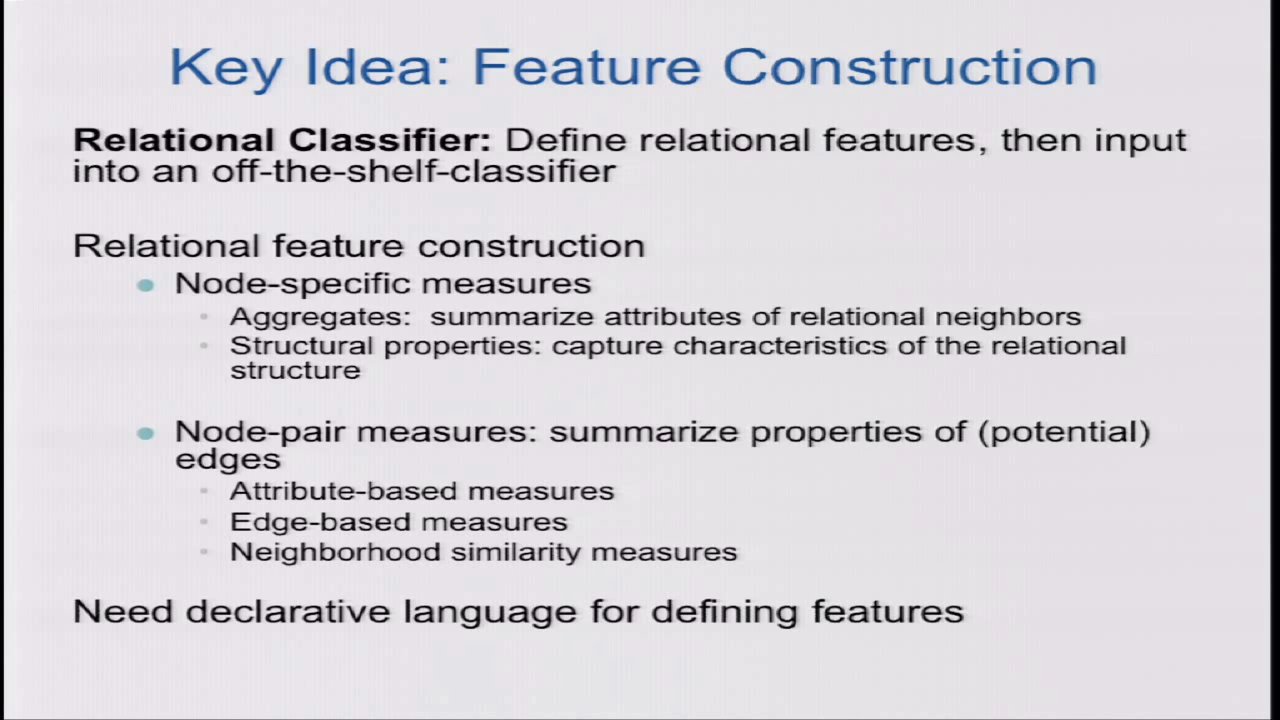 Key Idea: Feature Construction
Relational Classifier: Define relational features, then input
into an off-the-shelf-classifier
Relational feature construction
Node-specific measures
Aggregates: summarize attributes of relational neighbors
Structural properties: capture characteristics of the relational
structure
Node-pair measures: summarize properties of (potential)
edges
Attribute-based measures
Edge-based measures
Neighborhood similarity measures
Need declarative language for defining features